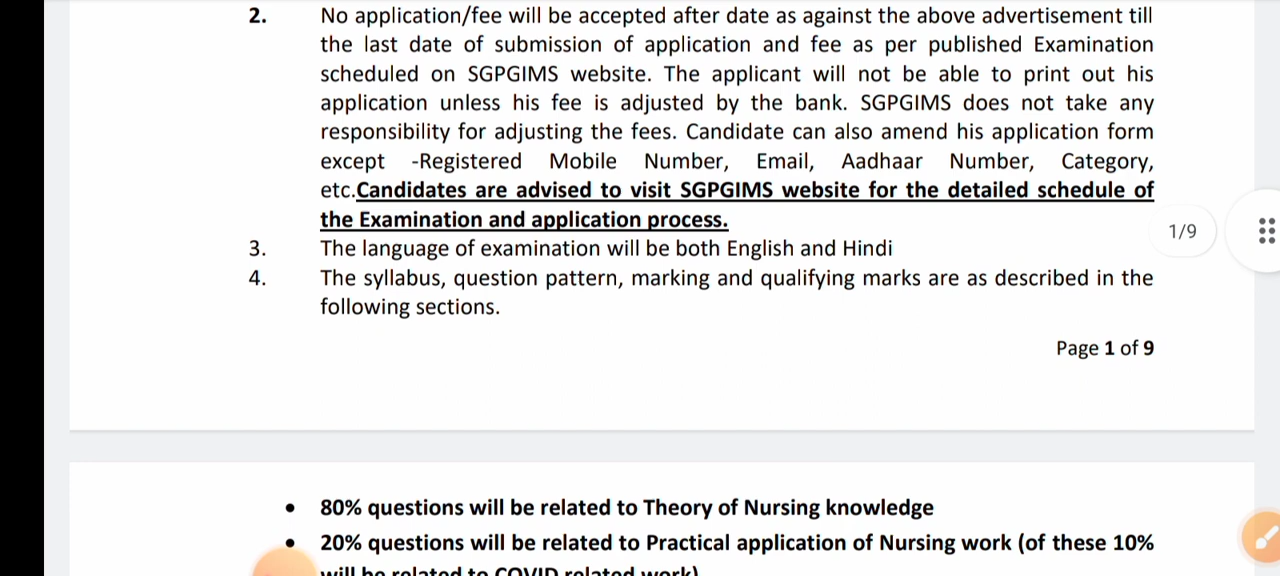 2. No application/fee will be accepted after date as against the above advertisement till
the last date of submission of application and fee as per published Examination
scheduled on SGPGIMS website. The applicant will not be able to print out his
application unless his fee is adjusted by the bank. SGPGIMS does not take any
responsibility for adjusting the fees. Candidate can also amend his application form
except -Registered Mobile Number, Email, Aadhaar Number, Category,
etc.Candidates are advised to visit SGPGIMS website for the detailed schedule of
the Examination and application process.
1/9
3. The language of examination will be both English and Hindi
4. The syllabus, question pattern, marking and qualifying marks are as described in the
following sections.
Page 1 of 9
• 80% questions will be related to Theory of Nursing knowledge
• 20% questions will be related to Practical application of Nursing work (of these 10%
will be related to COVID related work)